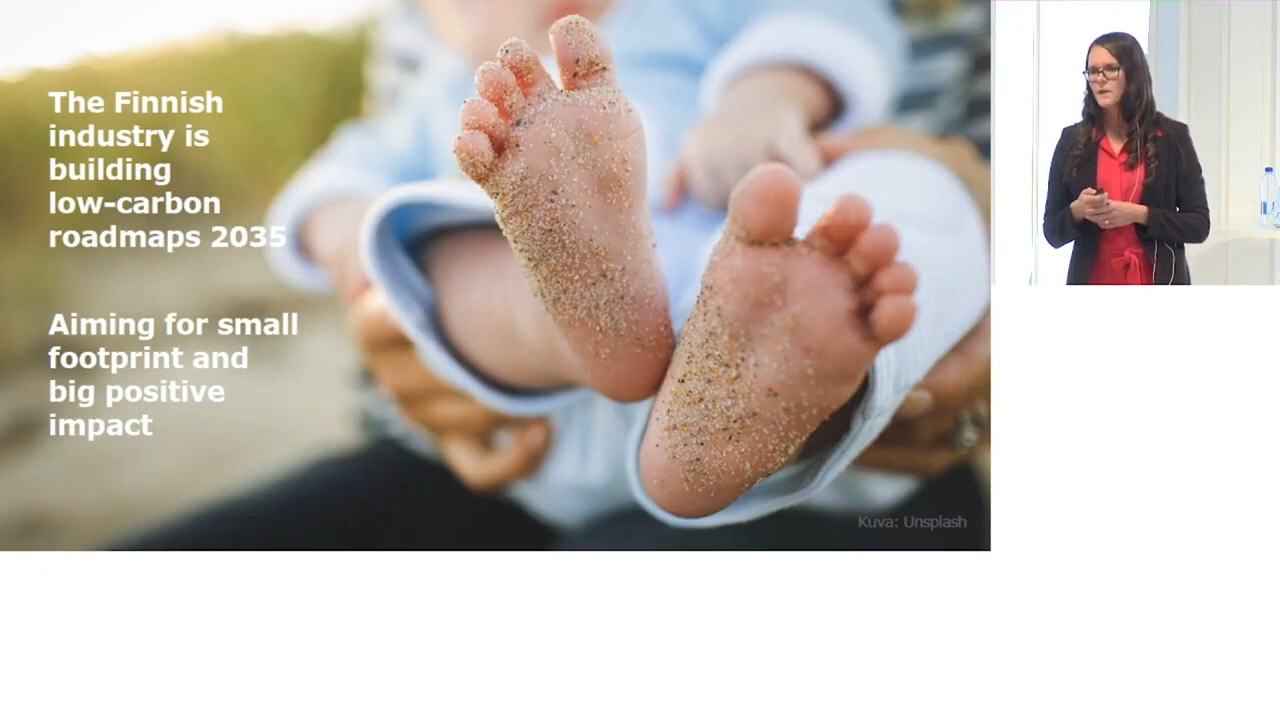 The Finnish
industry is
building
low-carbon
roadmaps 2035
Aiming for small
footprint and
big positive
impact
Kuva: Unsplash